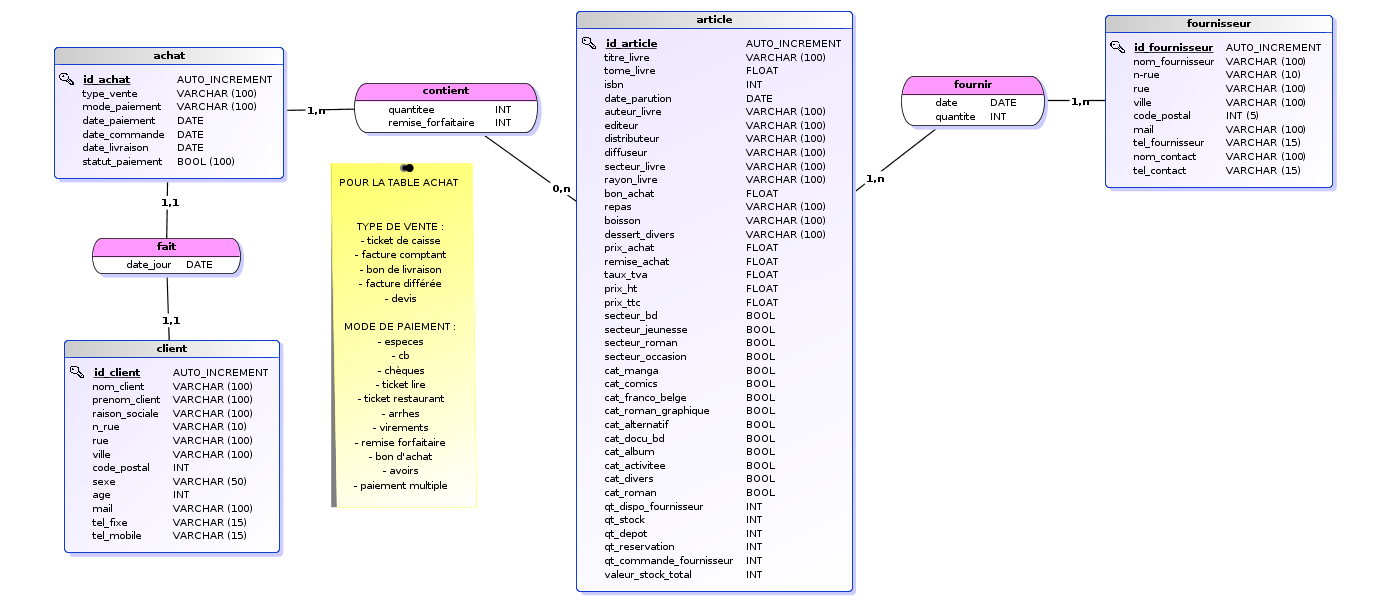 achat
id_achat AUTO_INCREMENT
type_vente VARCHAR (100)
mode_paiement VARCHAR (100)
date_paiement DATE
date_commande DATE
date_livraison DATE
statut_paiement BOOL (100)
1,n
contient
quantitee INT
remise_forfaitaire INT
0,n
1,1
fait
date_jour DATE
1,1
client
id_client AUTO_INCREMENT
nom_client VARCHAR (100)
prenom_client VARCHAR (100)
raison_sociale VARCHAR (100)
n_rue VARCHAR (10)
rue VARCHAR (100)
ville VARCHAR (100)
code_postal INT
sexe VARCHAR (50)
age INT
mail VARCHAR (100)
tel_fixe VARCHAR (15)
tel_mobile VARCHAR (15)
POUR LA TABLE ACHAT
TYPE DE VENTE :
- ticket de caisse
- facture comptant
- bon de livraison
- facture différée
- devis
MODE DE PAIEMENT :
- especes
- cb
- chèques
- ticket lire
- ticket restaurant
- arrhes
- virements
- remise forfaitaire
- bon d'achat
- avoirs
- paiement multiple
article
id_article AUTO_INCREMENT
titre_livre VARCHAR (100)
tome_livre FLOAT
isbn INT
date_parution DATE
auteur_livre VARCHAR (100)
editeur VARCHAR (100)
distributeur VARCHAR (100)
diffuseur VARCHAR (100)
secteur_livre VARCHAR (100)
rayon_livre VARCHAR (100)
bon_achat FLOAT
repas VARCHAR (100)
boisson VARCHAR (100)
dessert_divers VARCHAR (100)
prix_achat FLOAT
remise_achat FLOAT
taux_tva FLOAT
prix_ht FLOAT
prix_ttc FLOAT
secteur_bd BOOL
secteur_jeunesse BOOL
secteur_roman BOOL
secteur_occasion BOOL
cat_manga BOOL
cat_comics BOOL
cat_franco_belge BOOL
cat_roman_graphique BOOL
cat_alternatif BOOL
cat_docu_bd BOOL
cat_album BOOL
cat_activitee BOOL
cat_divers BOOL
cat_roman BOOL
qt_dispo_fournisseur INT
qt_stock INT
qt_depot INT
qt_reservation INT
qt_commande_fournisseur INT
valeur_stock_total INT
1,n
fournir
date DATE
quantite INT
1,n
fournisseur
id_fournisseur AUTO_INCREMENT
nom_fournisseur VARCHAR (100)
n-rue VARCHAR (10)
rue VARCHAR (100)
ville VARCHAR (100)
code_postal INT (5)
mail VARCHAR (100)
tel_fournisseur VARCHAR (15)
nom_contact VARCHAR (100)
tel_contact VARCHAR (15)